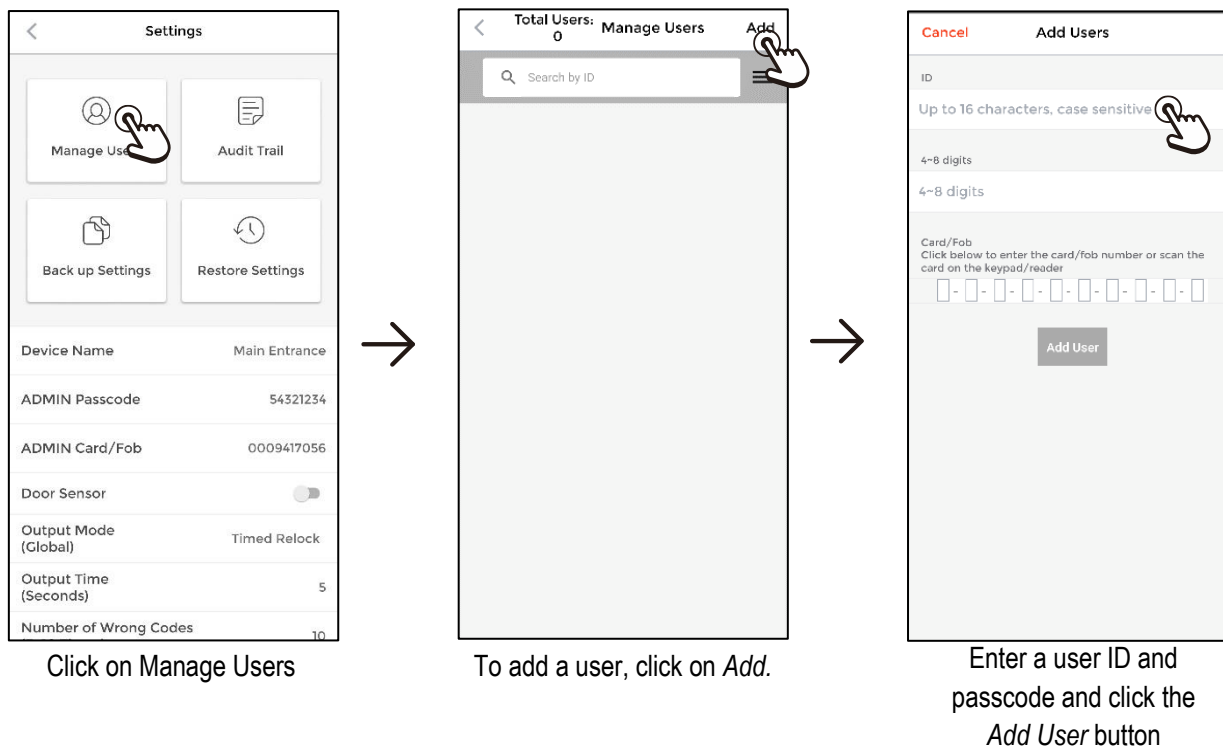 Settings
Manage Use
Audit Trail
Back up Settings
Restore Settings
Device Name Main Entrance
ADMIN Passcode 54321234
ADMIN Card/Fob 0009417056
Door Sensor
Output Mode
(Global) Timed Relock
Output Time
(Seconds) 5
Number of Wrong Codes 10
Click on Manage Users
Total Users:
0
Manage Users
Add
Search by ID
To add a user, click on Add.
Cancel Add Users
ID
Up to 16 characters, case sensitive
4~8 digits
4~8 digits
Card/Fob
Click below to enter the card/fob number or scan the
card on the keypad/reader
- - - - - - - - -
Add User
Enter a user ID and
passcode and click the
Add User button